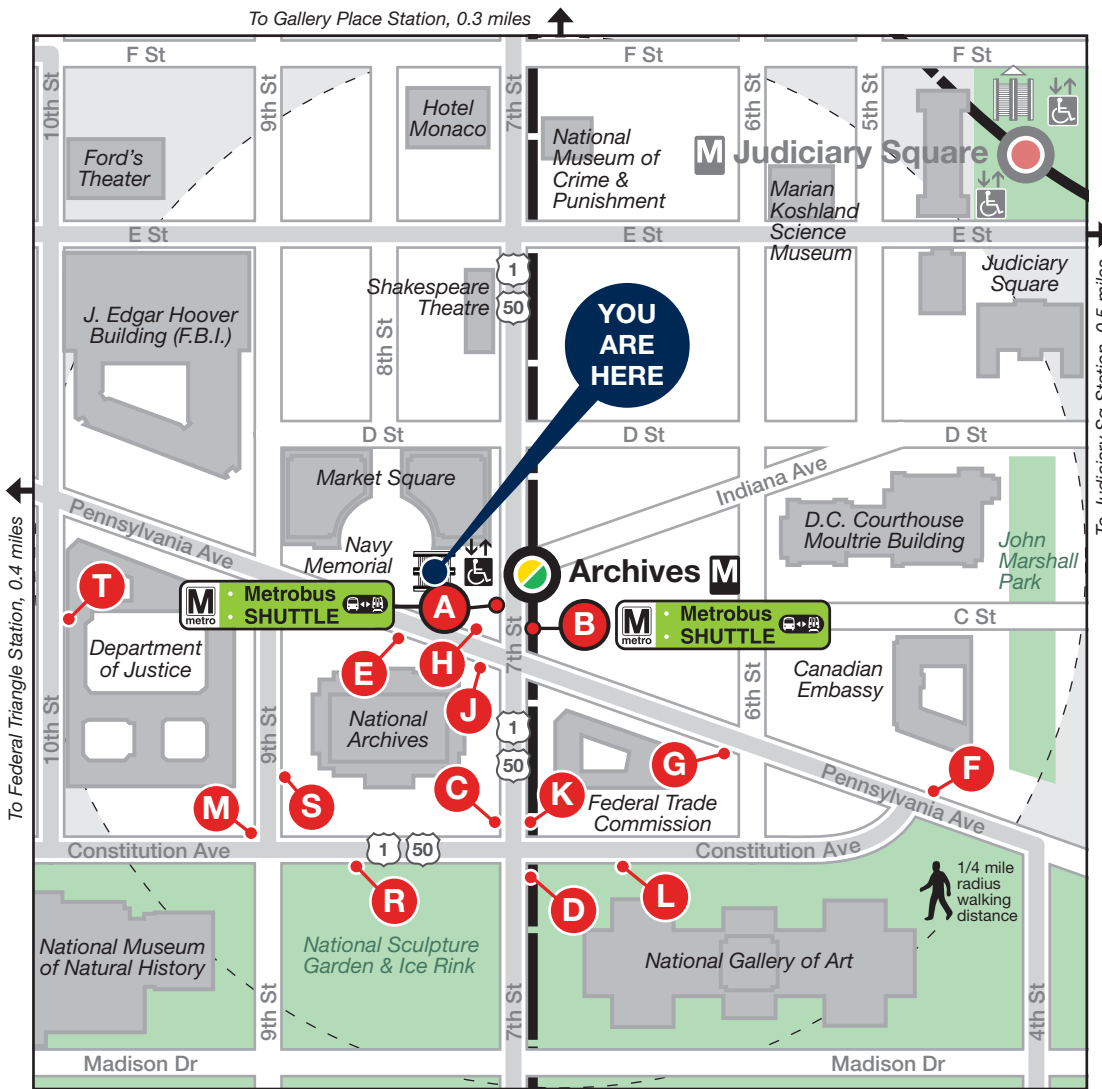 To Gallery Place Station, 0.3 miles
F St
F St
F St
10th St
9th St
7th St
6th St
5th St
Hotel
Monaco
Ford's
Theater
National
Museum of
Crime &
Punishment
M Judiciary Square
Marian
Koshland
Science
Museum
E St
E St
E St
J. Edgar Hoover
Building (F.B.I.)
Shakespeare
Theatre
1
50
Judiciary
Square
YOU
ARE
HERE
8th St
To Judiciary Sq Station, 0.5 miles
D St
D St
D St
Market Square
Indiana Ave
Pennsylvania Ave
Navy
Memorial
D.C. Courthouse
Moultrie Building
John
Marshall
Park
Archives M
To Federal Triangle Station, 0.4 miles
T
M
metro
Metrobus
SHUTTLE
A
B
M
metro
Metrobus
SHUTTLE
C St
7th St
Department
of Justice
E
H
J
Canadian
Embassy
6th St
10th St
9th St
National
Archives
1
50
G
F
Pennsylvania Ave
M
S
C
K
Federal Trade
Commission
Constitution Ave
1
50
Constitution Ave
R
D
L
1/4 mile
radius
walking
distance
National Museum
of Natural History
National Sculpture
Garden & Ice Rink
National Gallery of Art
9th St
7th St
4th St
Madison Dr
Madison Dr